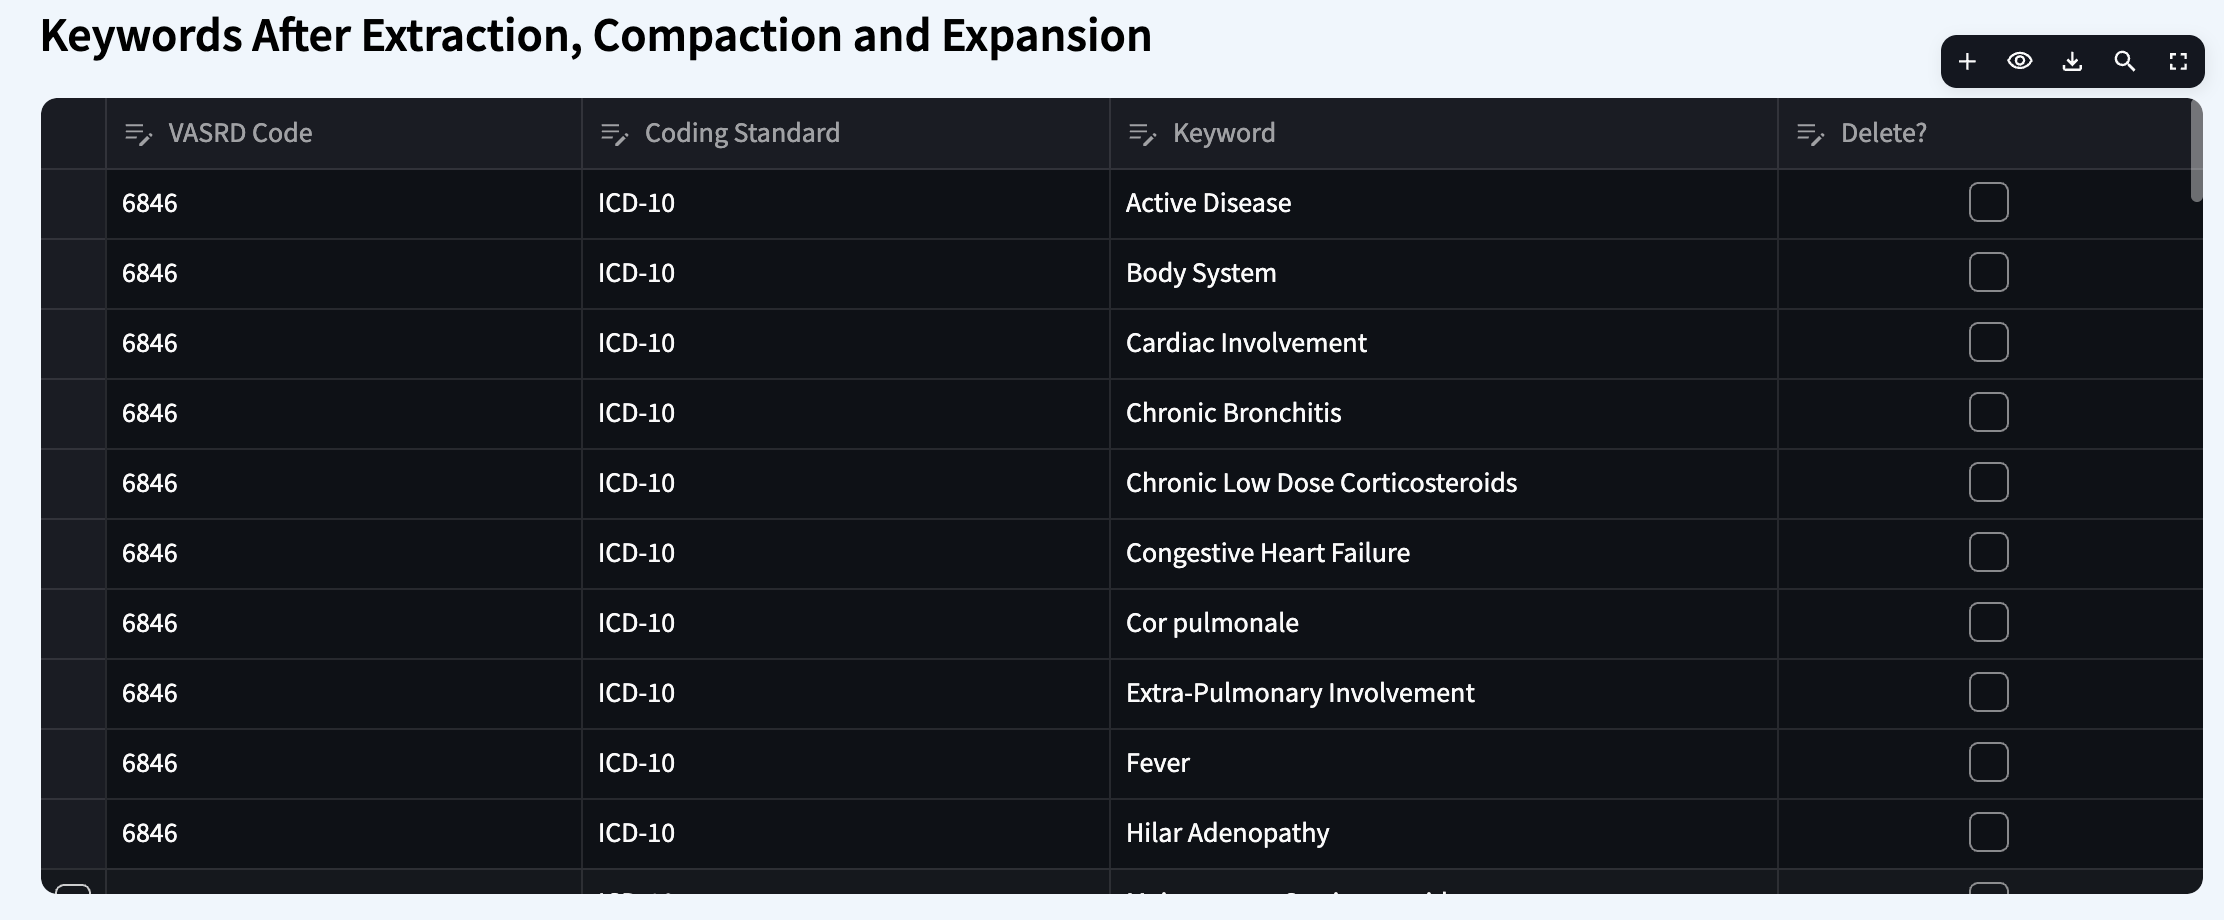 Keywords After Extraction, Compaction and Expansion
VASRD Code Coding Standard Keyword Delete?
6846 ICD-10 Active Disease
6846 ICD-10 Body System
6846 ICD-10 Cardiac Involvement
6846 ICD-10 Chronic Bronchitis
6846 ICD-10 Chronic Low Dose Corticosteroids
6846 ICD-10 Congestive Heart Failure
6846 ICD-10 Cor pulmonale
6846 ICD-10 Extra-Pulmonary Involvement
6846 ICD-10 Fever
6846 ICD-10 Hilar Adenopathy